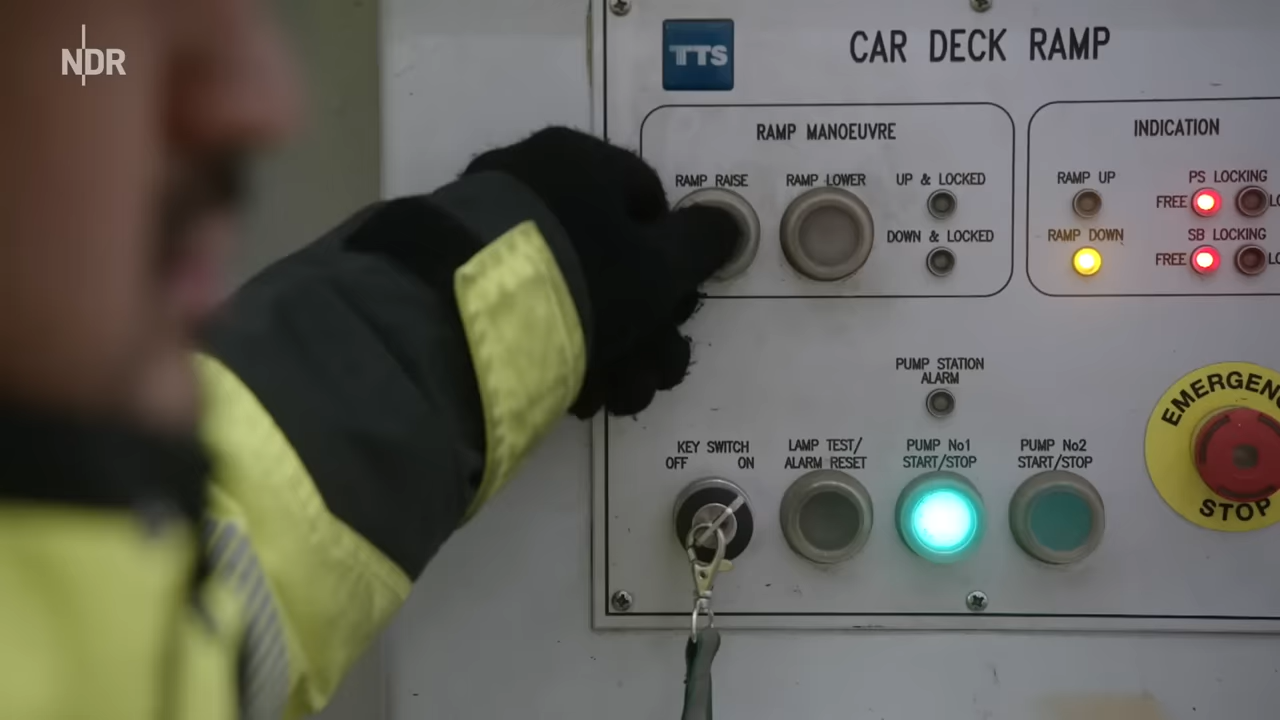 NDR
TTS
CAR DECK RAMP
RAMP MANOEUVRE
RAMP RAISE
RAMP LOWER
UP & LOCKED
DOWN & LOCKED
INDICATION
RAMP UP
RAMP DOWN
PS LOCKING
FREE
SB LOCKING
FREE
PUMP STATION
ALARM
KEY SWITCH
OFF ON
LAMP TEST/
ALARM RESET
PUMP No1
START/STOP
PUMP No2
START/STOP
STOP